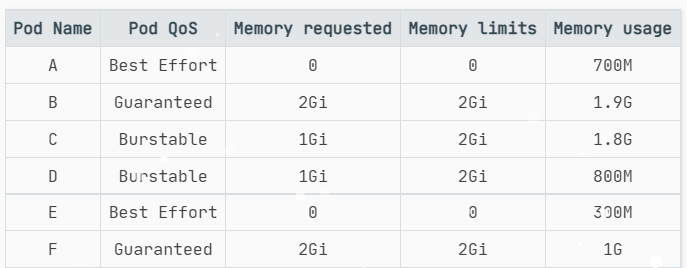 Pod Name Pod QoS Memory requested Memory limits Memory usage
A Best Effort 0 0 700M
B Guaranteed 2Gi 2Gi 1.9G
C Burstable 1Gi 2Gi 1.8G
D Burstable 1Gi 2Gi 800M
E Best Effort 0 0 300M
F Guaranteed 2Gi 2Gi 1G